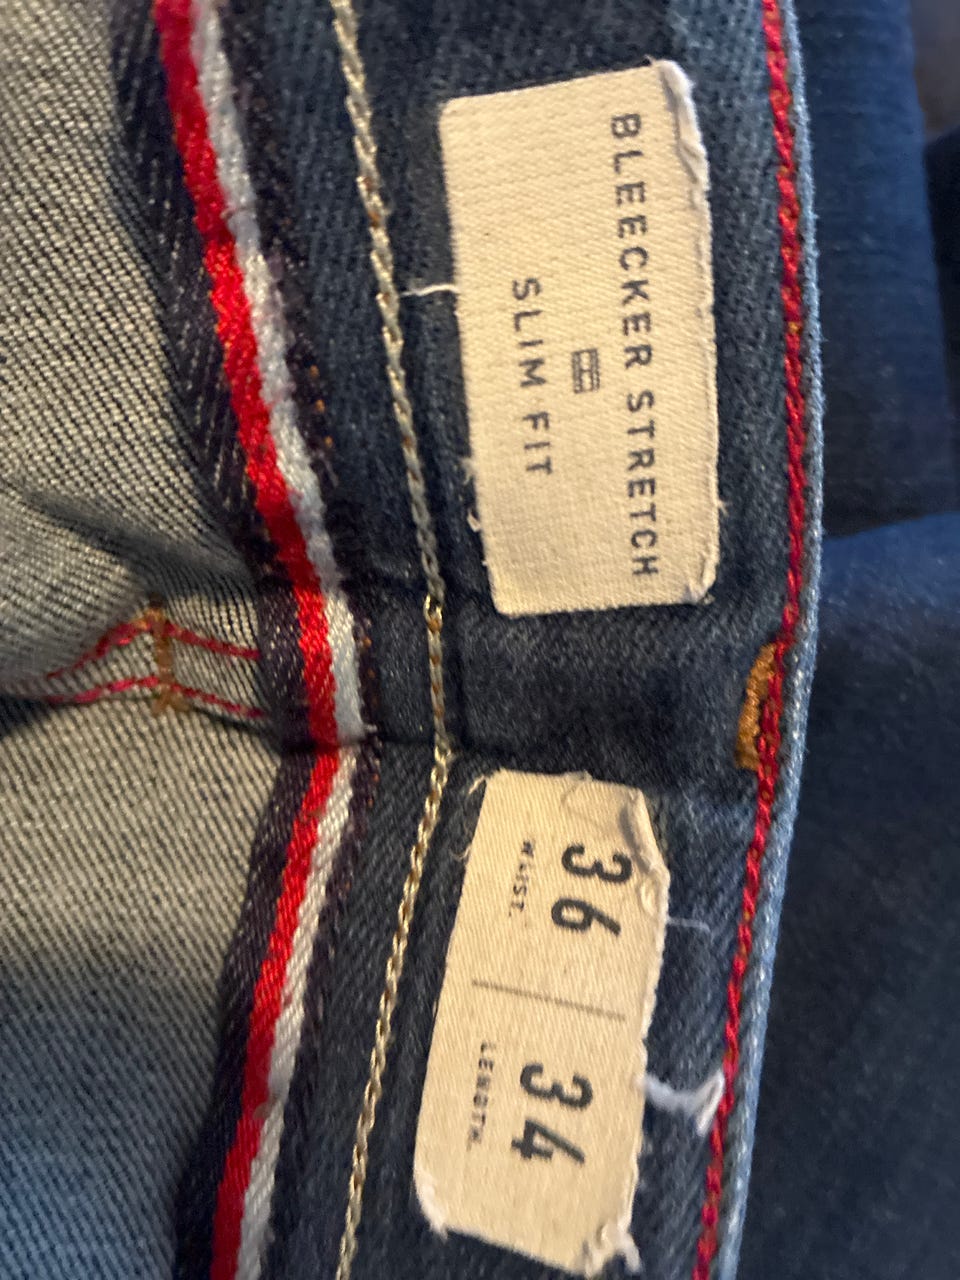 BLEECKER STRETCH
SLIM FIT
36 | 34
WAIST. LENGTH.